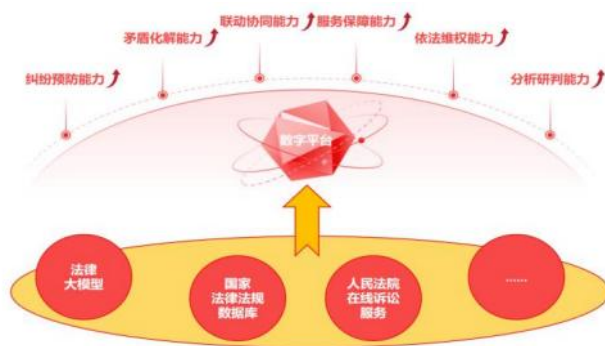 联动协同能力
服务保障能力
矛盾化解能力
依法维权能力
纠纷预防能力
分析研判能力
数字平台
法律
大模型
国家
法律法规
数据库
人民法院
在线诉讼
服务
......